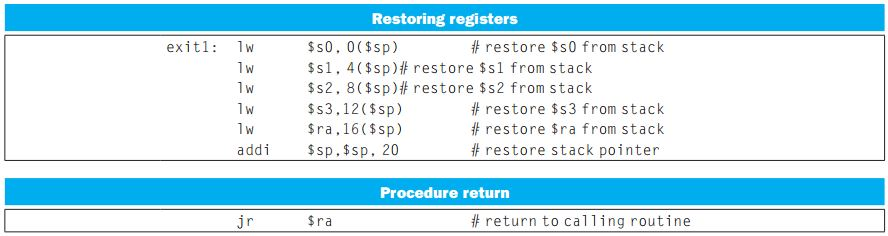 Restoring registers
exit1: lw $s0, 0($sp) # restore $s0 from stack
lw $s1, 4($sp)# restore $s1 from stack
lw $s2, 8($sp)# restore $s2 from stack
lw $s3,12($sp) # restore $s3 from stack
lw $ra,16($sp) # restore $ra from stack
addi $sp,$sp, 20 # restore stack pointer
Procedure return
jr $ra # return to calling routine